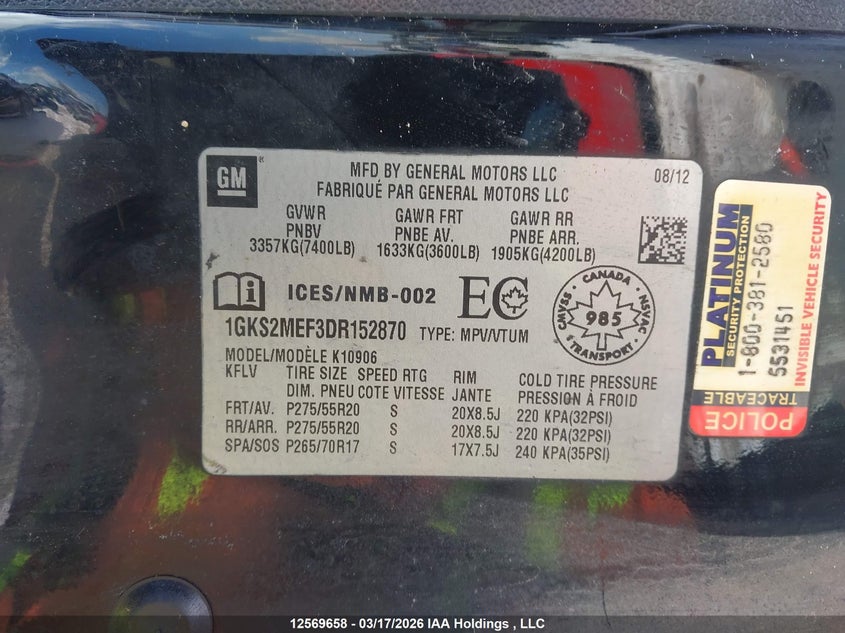 GM
MFD BY GENERAL MOTORS LLC
08/12
FABRIQUÉ PAR GENERAL MOTORS LLC
GVWR GAWR FRT GAWR RR
PNBV PNBE AV. PNBE ARR.
3357KG(7400LB) 1633KG(3600LB) 1905KG(4200LB)
ICES/NMB-002
EC
CANADA
CMVSS NSVAC
985
TRANSPORT
1GKS2MEF3DR152870 TYPE: MPV/VTUM
MODEL/MODÈLE K10906
KFLV TIRE SIZE SPEED RTG RIM COLD TIRE PRESSURE
DIM. PNEU COTE VITESSE JANTE PRESSION À FROID
FRT/AV. P275/55R20 S 20X8.5J 220 KPA(32PSI)
RR/ARR. P275/55R20 S 20X8.5J 220 KPA(32PSI)
SPA/SOS P265/70R17 S 17X7.5J 240 KPA(35PSI)
PLATINUM
SECURITY PROTECTION
1-800-381-2580
5531451
INVISIBLE VEHICLE SECURITY
TRACEABLE
POLICE
12569658 - 03/17/2026 IAA Holdings , LLC